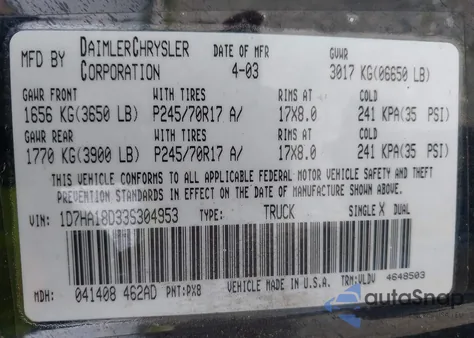 MFD BY DAIMLERCHRYSLER CORPORATION DATE OF MFR 4-03 GVWR 3017 KG(06650 LB)
GAWR FRONT WITH TIRES RIMS AT COLD
1656 KG(3650 LB) P245/70R17 A/ 17X8.0 241 KPA(35 PSI)
GAWR REAR WITH TIRES RIMS AT COLD
1770 KG(3900 LB) P245/70R17 A/ 17X8.0 241 KPA(35 PSI)
THIS VEHICLE CONFORMS TO ALL APPLICABLE FEDERAL MOTOR VEHICLE SAFETY AND THEFT
PREVENTION STANDARDS IN EFFECT ON THE DATE OF MANUFACTURE SHOWN ABOVE.
VIN: 1D7HA18D33S304953 TYPE: TRUCK SINGLE X DUAL
MDH: 041408 462AD PNT:PX8 VEHICLE MADE IN U.S.A. TRM:VLDV 4648503
autoSnap